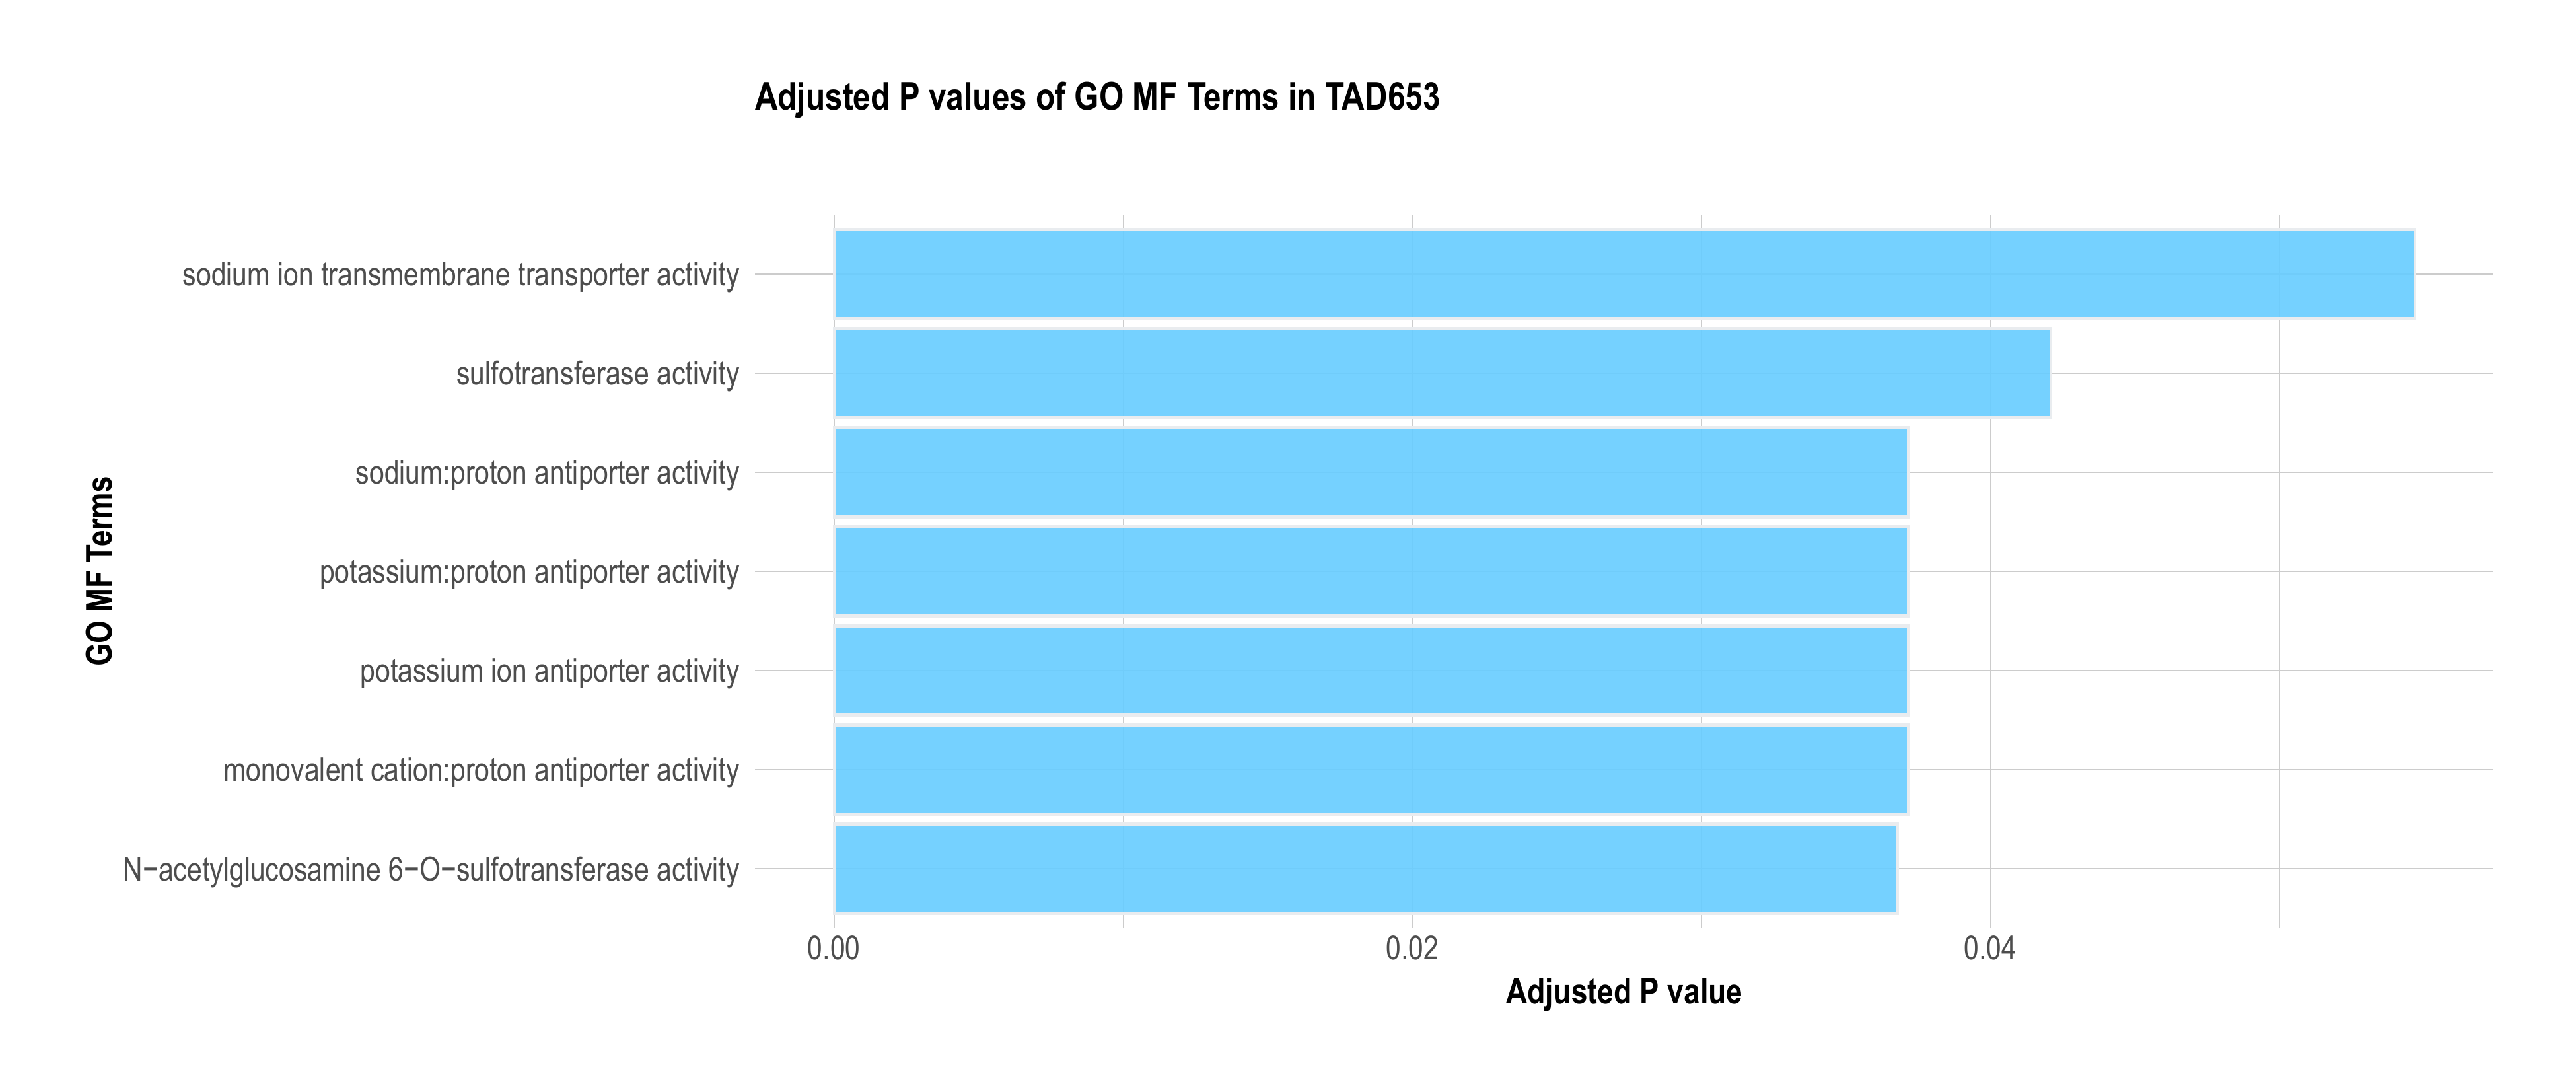 Adjusted P values of GO MF Terms in TAD653
GO MF Terms
sodium ion transmembrane transporter activity
sulfotransferase activity
sodium:proton antiporter activity
potassium:proton antiporter activity
potassium ion antiporter activity
monovalent cation:proton antiporter activity
N−acetylglucosamine 6−O−sulfotransferase activity
0.00 0.02 0.04
Adjusted P value